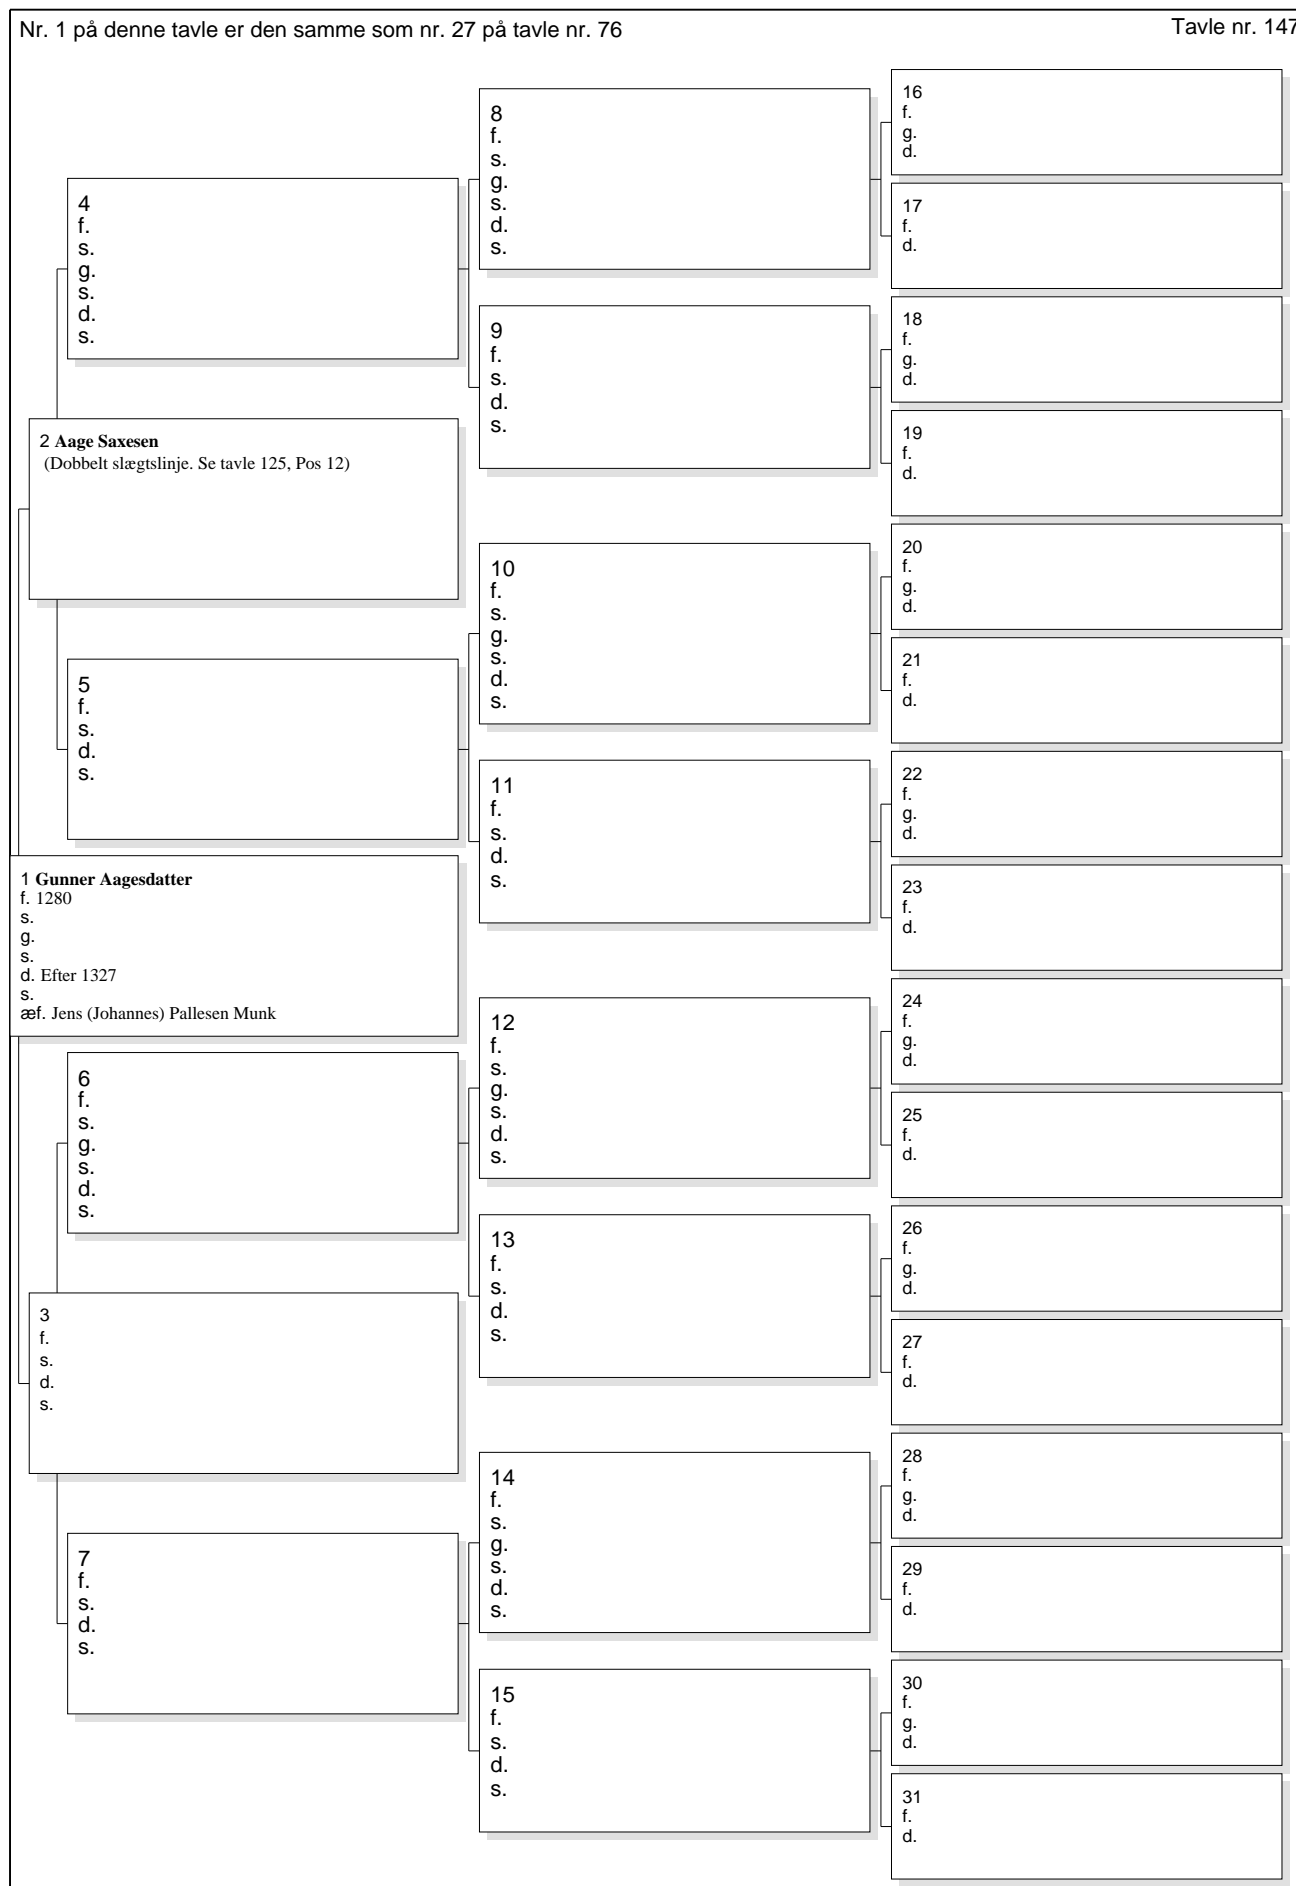 Nr. 1 på denne tavle er den samme som nr. 27 på tavle nr. 76
Tavle nr. 147
1 Gunner Aagesdatter
f. 1280
s.
g.
s.
d. Efter 1327
s.
æf. Jens (Johannes) Pallesen Munk
2 Aage Saxesen
(Dobbelt slægtslinje. Se tavle 125, Pos 12)
3
f.
s.
d.
s.
4
f.
s.
g.
s.
d.
s.
5
f.
s.
d.
s.
6
f.
s.
g.
s.
d.
s.
7
f.
s.
d.
s.
8
f.
s.
g.
s.
d.
s.
9
f.
s.
d.
s.
10
f.
s.
g.
s.
d.
s.
11
f.
s.
d.
s.
12
f.
s.
g.
s.
d.
s.
13
f.
s.
d.
s.
14
f.
s.
g.
s.
d.
s.
15
f.
s.
d.
s.
16
f.
g.
d.
17
f.
d.
18
f.
g.
d.
19
f.
d.
20
f.
g.
d.
21
f.
d.
22
f.
g.
d.
23
f.
d.
24
f.
g.
d.
25
f.
d.
26
f.
g.
d.
27
f.
d.
28
f.
g.
d.
29
f.
d.
30
f.
g.
d.
31
f.
d.